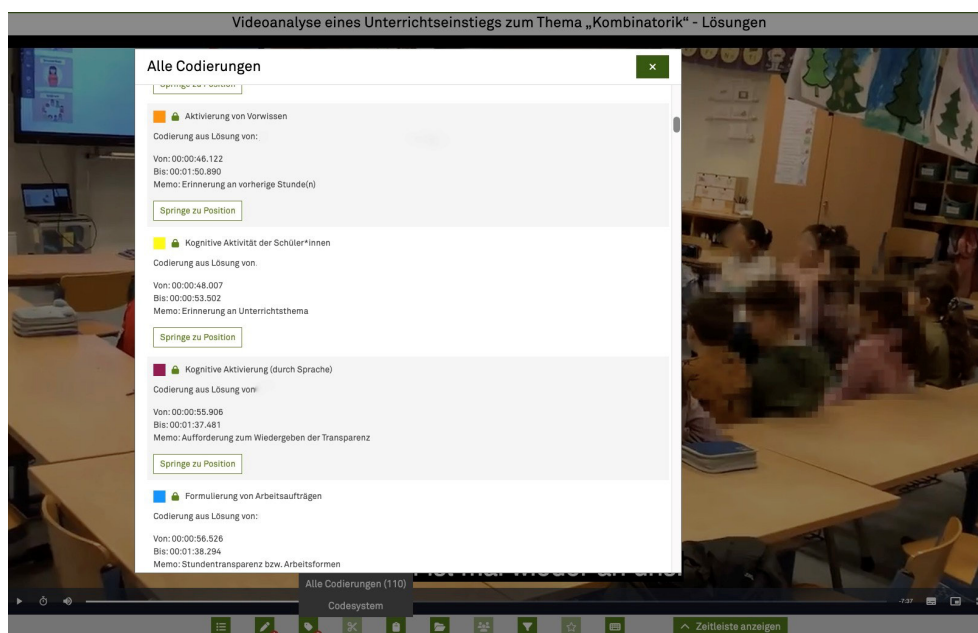 Videoanalyse eines Unterrichtseinstiegs zum Thema „Kombinatorik“ - Lösungen
Alle Codierungen
×
Springe zu Position
Aktivierung von Vorwissen
Codierung aus Lösung von:
Von: 00:00:46.122
Bis: 00:01:50.890
Memo: Erinnerung an vorherige Stunde(n)
Springe zu Position
Kognitive Aktivität der Schüler*innen
Codierung aus Lösung von
Von: 00:00:48.007
Bis: 00:00:53.502
Memo: Erinnerung an Unterrichtsthema
Springe zu Position
Kognitive Aktivierung (durch Sprache)
Codierung aus Lösung von
Von: 00:00:55.906
Bis: 00:01:37.481
Memo: Aufforderung zum Wiedergeben der Transparenz
Springe zu Position
Formulierung von Arbeitsaufträgen
Codierung aus Lösung von:
Von: 00:00:56.526
Bis: 00:01:38.294
Memo: Stundentransparenz bzw. Arbeitsformen
Alle Codierungen (110)
Codesystem
-7:37
Zeitleiste anzeigen